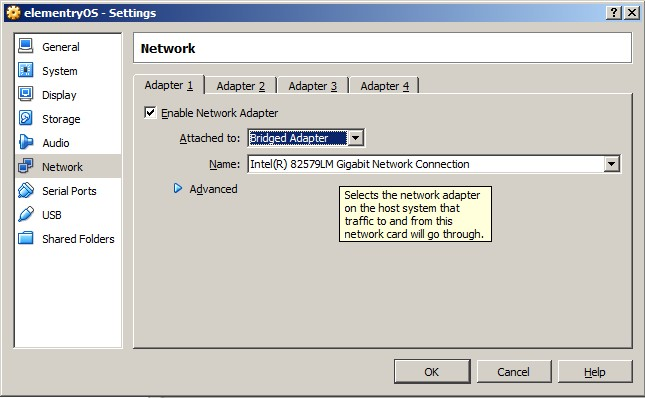 elementryOS - Settings
General
System
Display
Storage
Audio
Network
Serial Ports
USB
Shared Folders
Network
Adapter 1 Adapter 2 Adapter 3 Adapter 4
Enable Network Adapter
Attached to: Bridged Adapter
Name: Intel(R) 82579LM Gigabit Network Connection
Advanced
Selects the network adapter
on the host system that
traffic to and from this
network card will go through.
OK Cancel Help